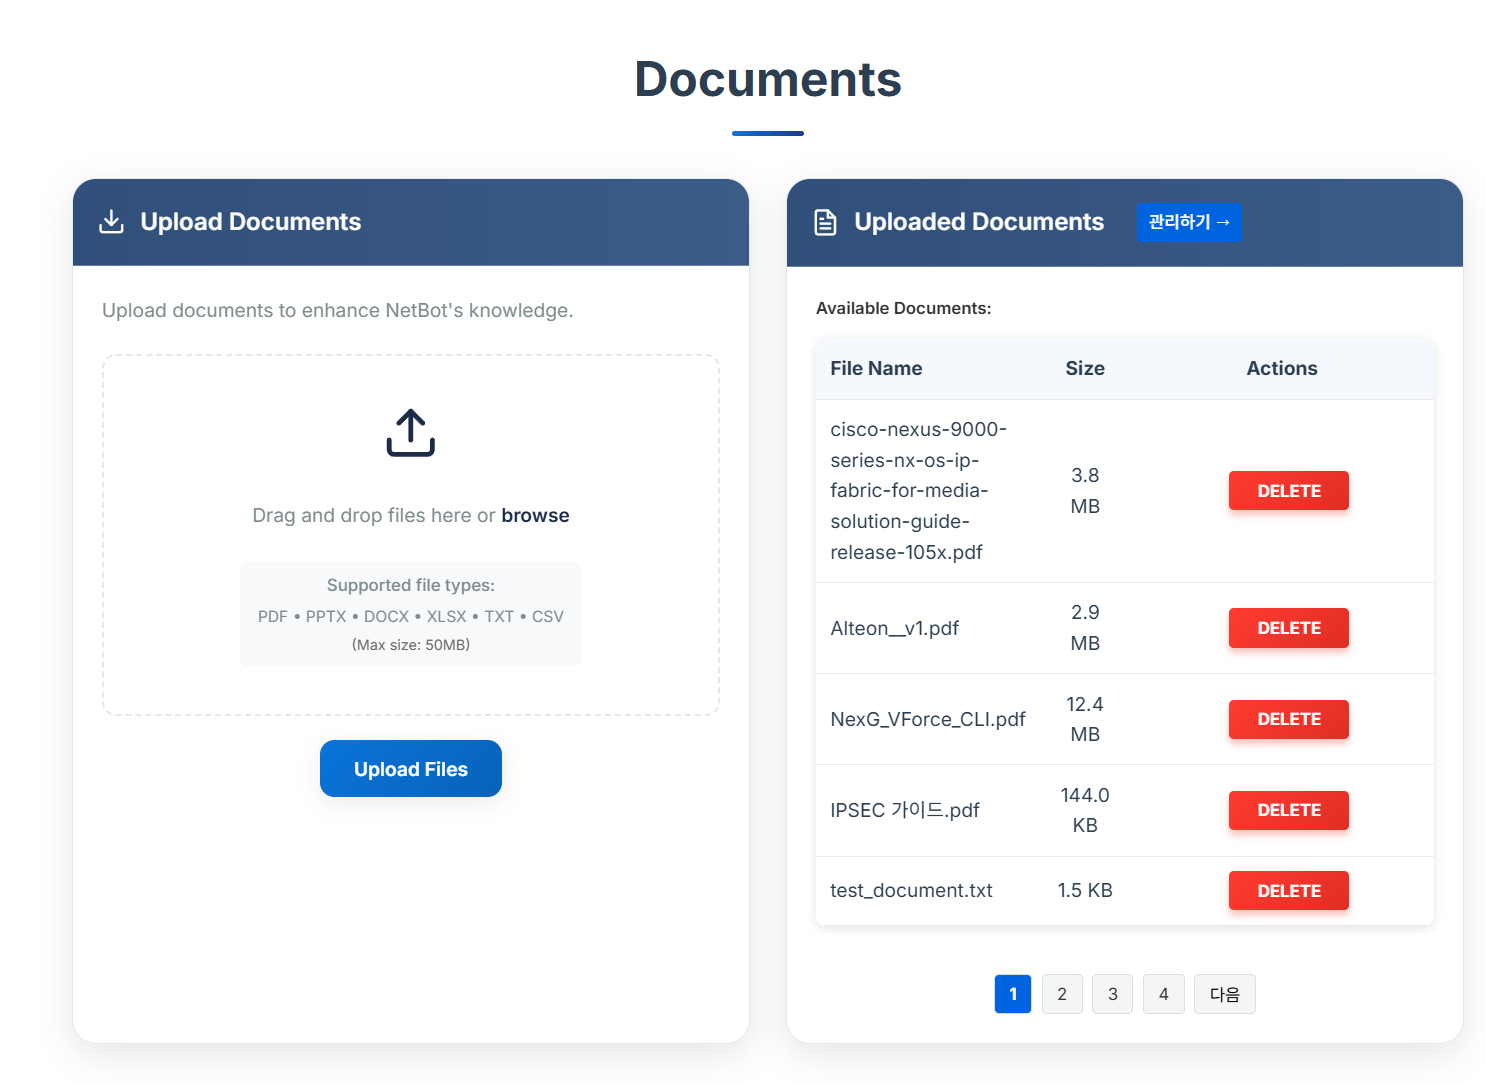 Documents
Upload Documents
Upload documents to enhance NetBot's knowledge.
Drag and drop files here or browse
Supported file types:
PDF • PPTX • DOCX • XLSX • TXT • CSV
(Max size: 50MB)
Upload Files
Uploaded Documents 관리하기 →
Available Documents:
File Name Size Actions
cisco-nexus-9000-
series-nx-os-ip-
fabric-for-media-
solution-guide-
release-105x.pdf
3.8
MB
DELETE
Alteon__v1.pdf
2.9
MB
DELETE
NexG_VForce_CLI.pdf
12.4
MB
DELETE
IPSEC 가이드.pdf
144.0
KB
DELETE
test_document.txt 1.5 KB DELETE
1 2 3 4 다음